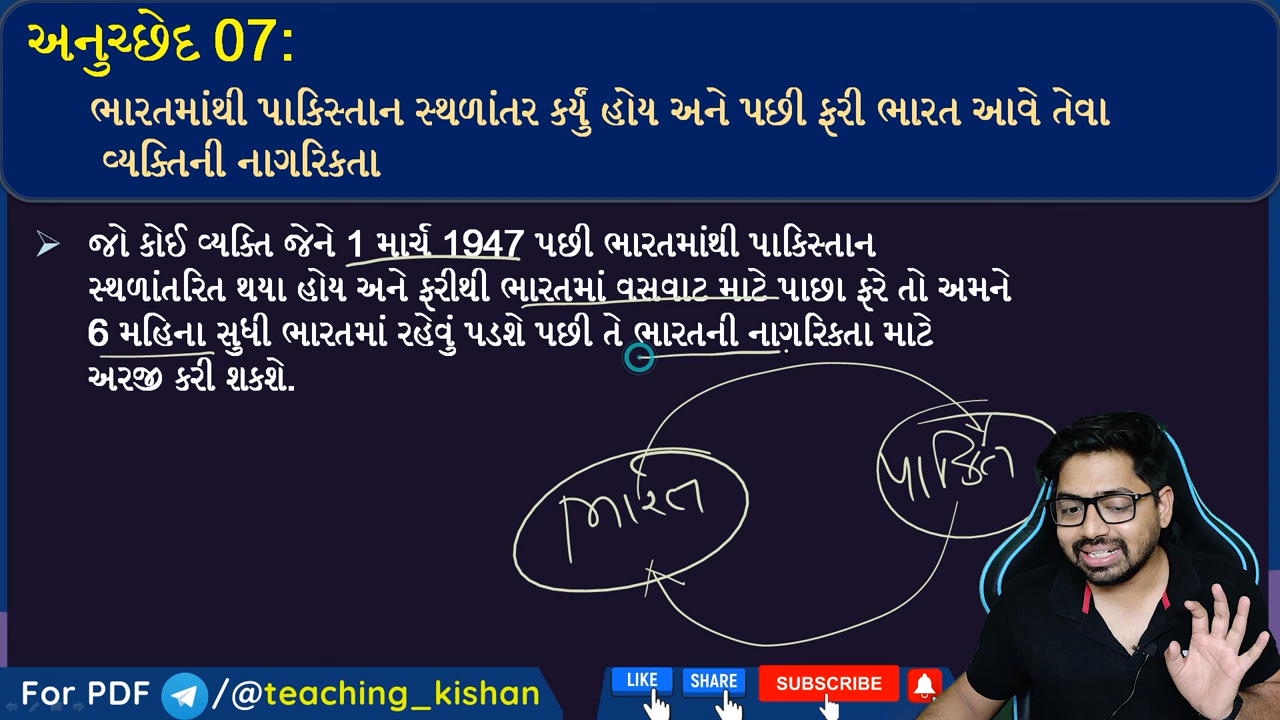 અનુચ્છેદ 07:
ભારતમાંથી પાકિસ્તાન સ્થળાંતર કર્યું હોય અને પછી ફરી ભારત આવે તેવા
વ્યક્તિની નાગરિકતા
જો કોઈ વ્યક્તિ જેને 1 માર્ચ 1947 પછી ભારતમાંથી પાકિસ્તાન
સ્થળાંતરિત થયા હોય અને ફરીથી ભારતમાં વસવાટ માટે પાછા ફરે તો અમને
6 મહિના સુધી ભારતમાં રહેવું પડશે પછી તે ભારતની નાગરિકતા માટે
અરજી કરી શકશે.
ભારત
For PDF /@teaching_kishan
LIKE
SHARE
SUBSCRIBE